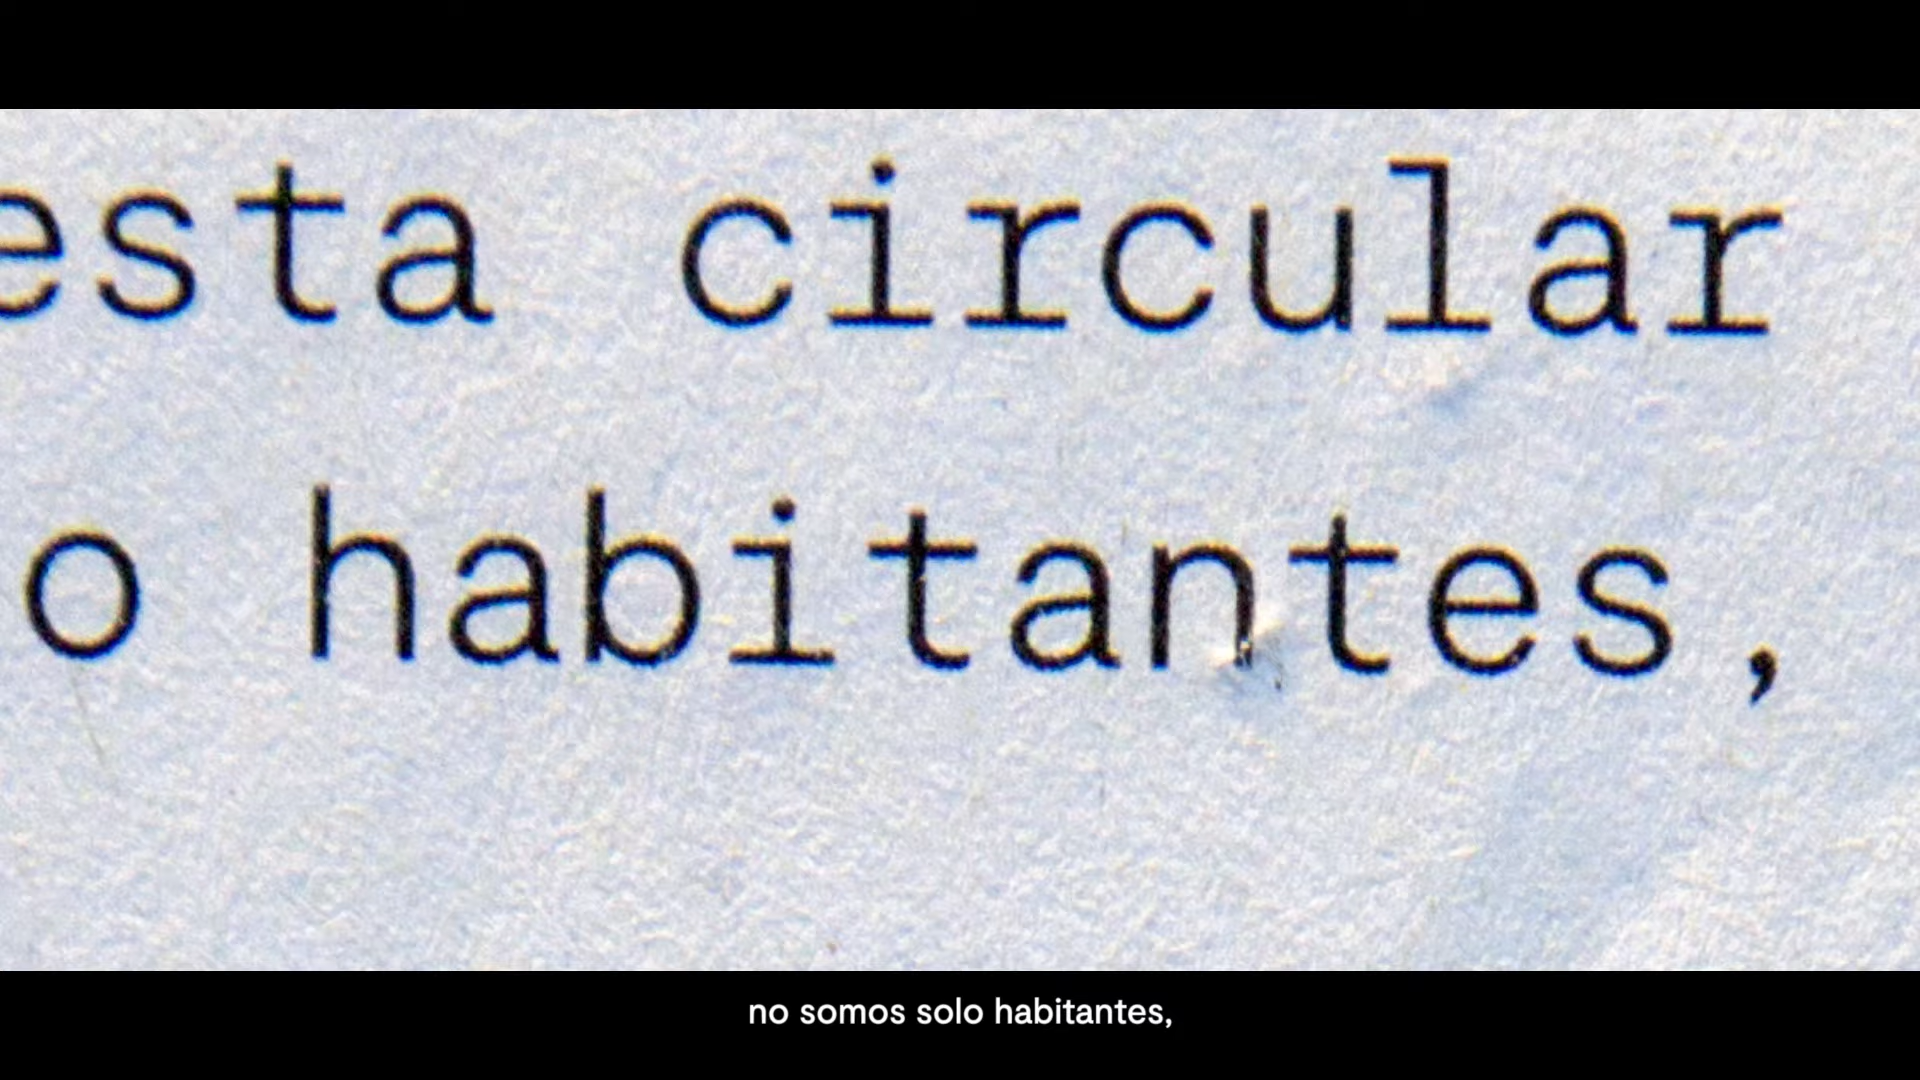 esta circular
o habitantes,
no somos solo habitantes,